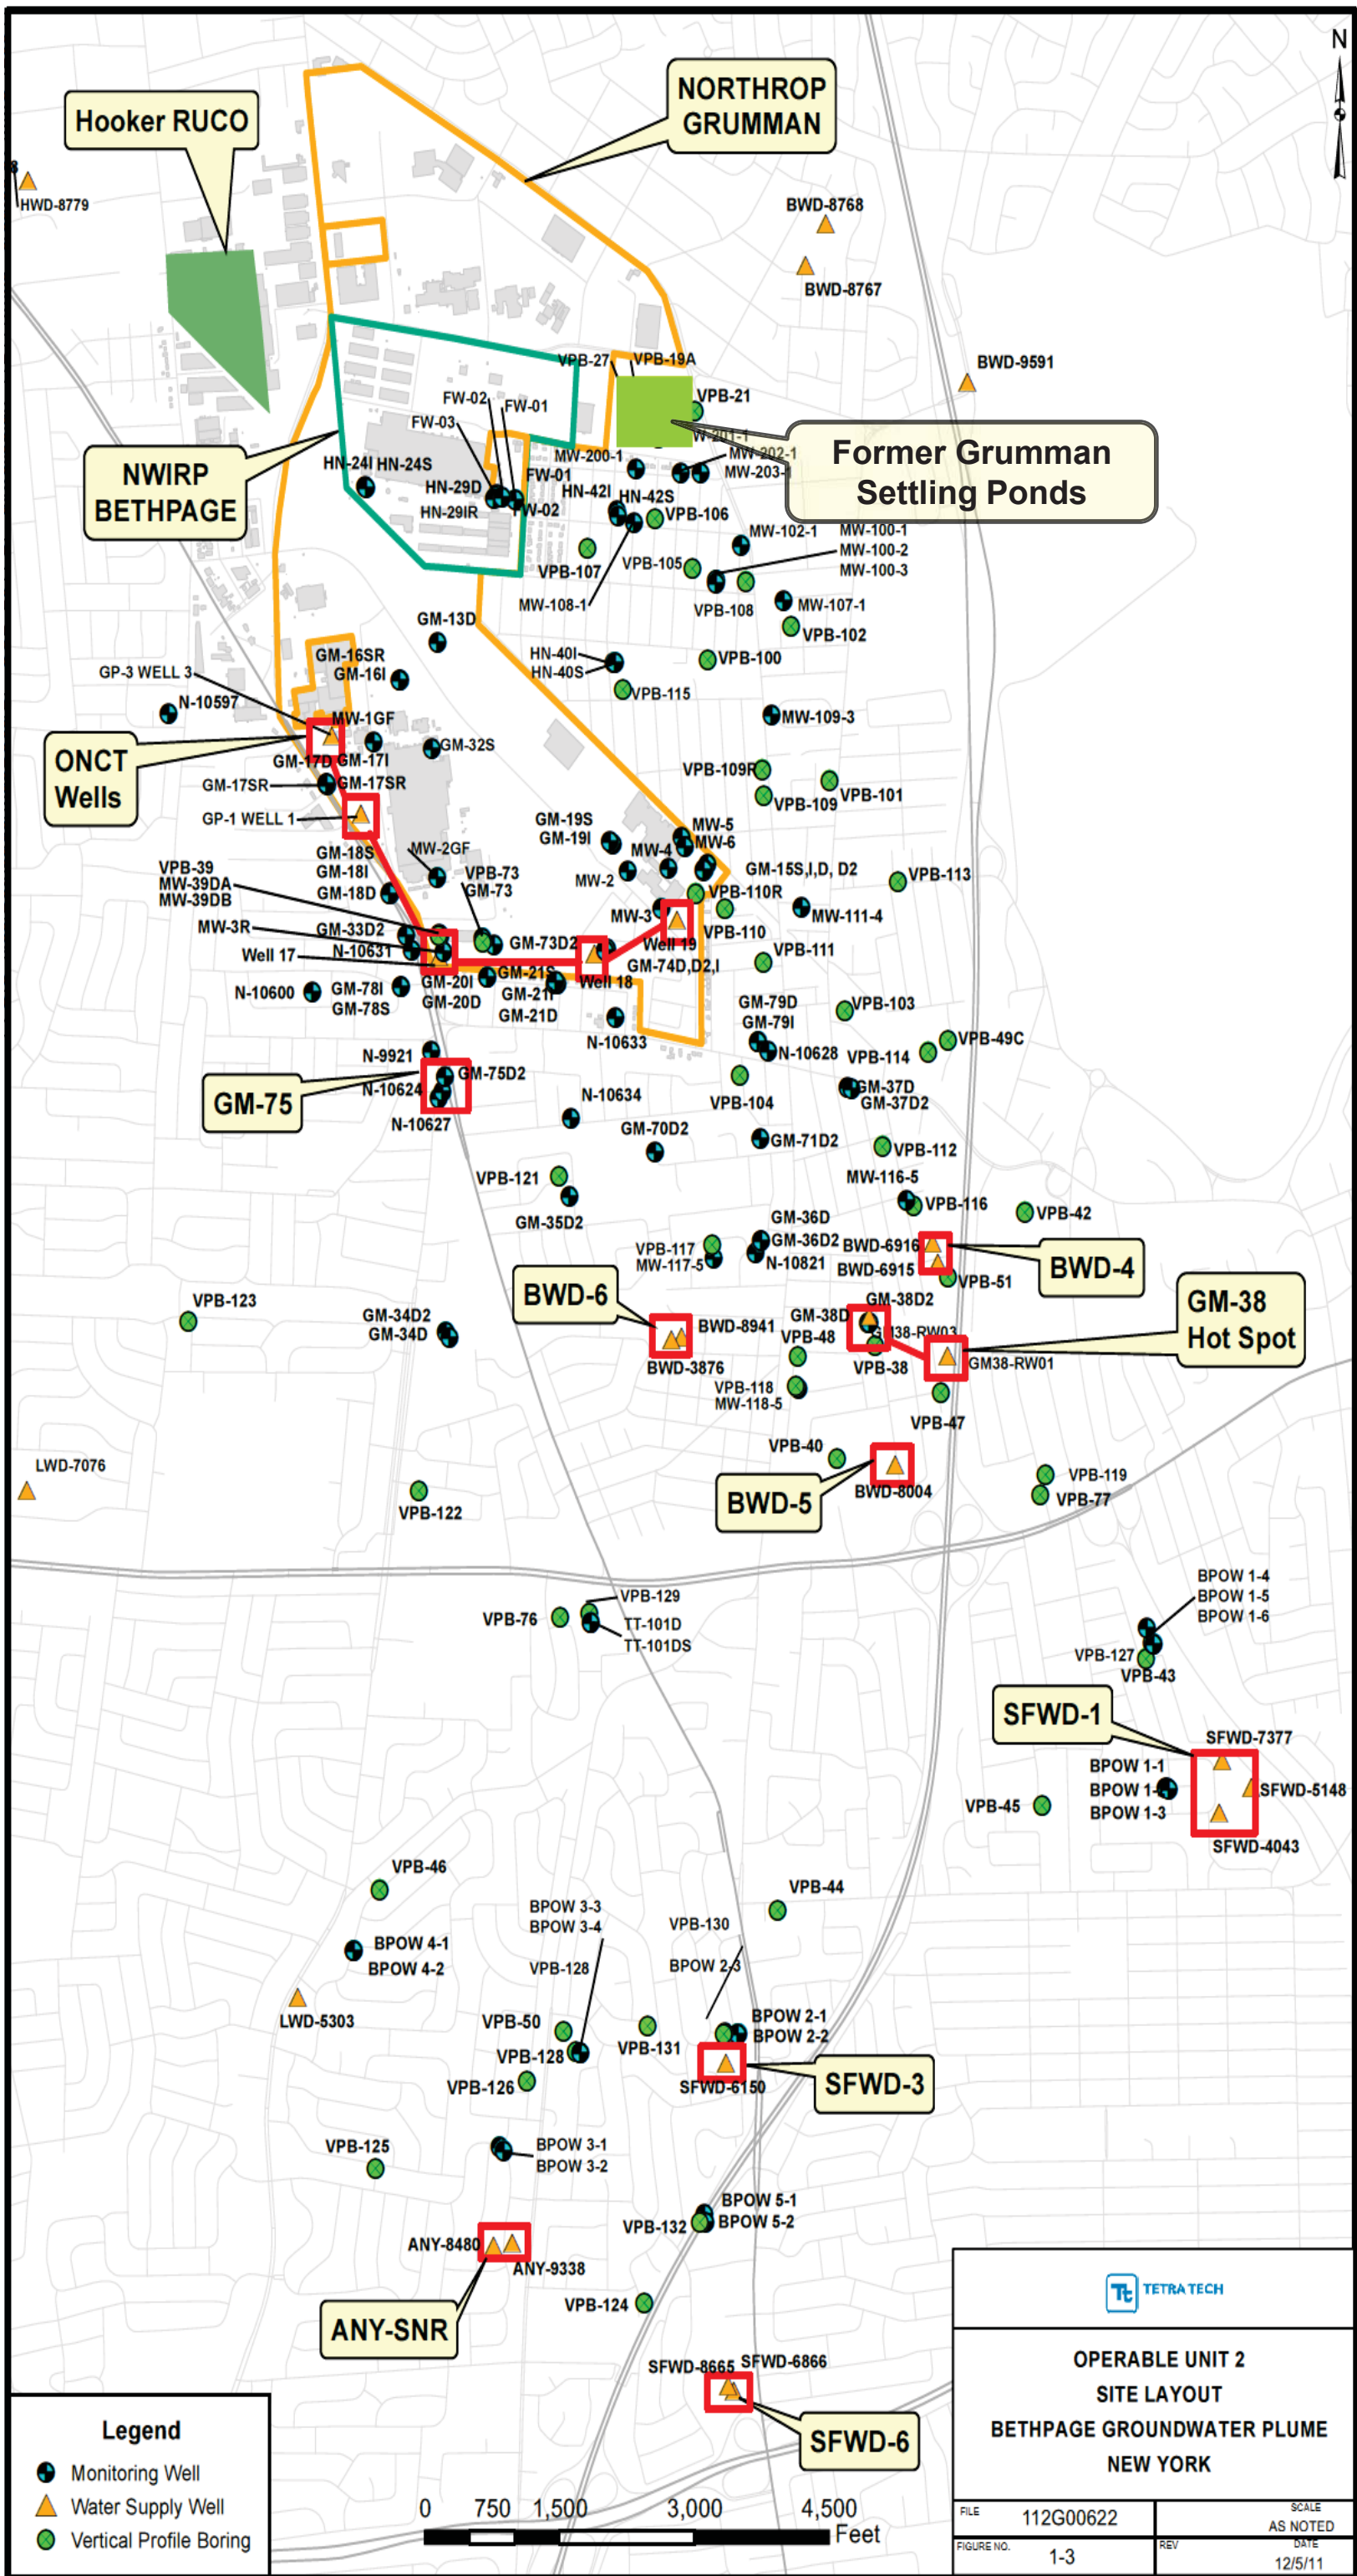 N
NORTHROP
GRUMMAN
Hooker RUCO
8
HWD-8779
BWD-8768
BWD-8767
BWD-9591
VPB-27
VPB-19A
VPB-21
FW-02
FW-01
FW-03
W-201-1
MW-200-1
MW-202-1
MW-203-1
Former Grumman
Settling Ponds
NWIRP
BETHPAGE
HN-24I
HN-24S
HN-29D
FW-01
HN-29IR
FW-02
HN-42I
HN-42S
VPB-106
MW-102-1
MW-100-1
MW-100-2
MW-100-3
VPB-107
VPB-105
VPB-108
MW-108-1
MW-107-1
VPB-102
GM-13D
HN-40I
HN-40S
VPB-100
GM-16SR
GM-16I
GP-3 WELL 3
VPB-115
N-10597
MW-1GF
MW-109-3
ONCT
Wells
GM-32S
GM-17D
GM-17I
GM-17SR
GM-17SR
VPB-109R
VPB-101
VPB-109
GP-1 WELL 1
GM-19S
GM-19I
MW-5
MW-6
MW-4
GM-18S
GM-18I
GM-18D
MW-2GF
VPB-39
MW-39DA
MW-39DB
VPB-73
GM-73
MW-2
GM-15S,I,D, D2
VPB-113
VPB-110R
MW-3
MW-111-4
VPB-110
MW-3R
GM-33D2
N-10631
Well 17
GM-73D2
Well 19
GM-74D,D2,I
VPB-111
GM-20I
GM-20D
GM-21S
GM-21I
GM-21D
Well 18
N-10600
GM-78I
GM-78S
N-10633
GM-79D
GM-79I
VPB-103
N-9921
N-10628
VPB-114
VPB-49C
GM-75
GM-75D2
N-10624
N-10627
VPB-104
GM-37D
GM-37D2
N-10634
GM-70D2
GM-71D2
VPB-112
VPB-121
GM-35D2
MW-116-5
VPB-116
VPB-42
GM-36D
GM-36D2
N-10821
VPB-117
MW-117-5
BWD-6916
BWD-6915
BWD-4
VPB-51
BWD-6
VPB-123
GM-34D2
GM-34D
BWD-8941
BWD-3876
GM-38D2
GM-38D
GM38-RW03
VPB-48
VPB-38
GM-38
Hot Spot
GM38-RW01
VPB-118
MW-118-5
VPB-47
VPB-40
LWD-7076
BWD-5
BWD-8004
VPB-119
VPB-77
VPB-122
VPB-129
VPB-76
TT-101D
TT-101DS
BPOW 1-4
BPOW 1-5
BPOW 1-6
VPB-127
VPB-43
SFWD-1
SFWD-7377
BPOW 1-1
BPOW 1-
BPOW 1-3
SFWD-5148
SFWD-4043
VPB-45
VPB-46
VPB-44
BPOW 3-3
BPOW 3-4
VPB-130
BPOW 4-1
BPOW 4-2
VPB-128
BPOW 2-3
LWD-5303
VPB-50
VPB-131
BPOW 2-1
BPOW 2-2
VPB-128
VPB-126
SFWD-6150
SFWD-3
VPB-125
BPOW 3-1
BPOW 3-2
BPOW 5-1
BPOW 5-2
VPB-132
ANY-8480
ANY-9338
VPB-124
ANY-SNR
SFWD-8665
SFWD-6866
SFWD-6
Legend
Monitoring Well
Water Supply Well
Vertical Profile Boring
0 750 1,500 3,000 4,500
Feet
Tt TETRA TECH
OPERABLE UNIT 2
SITE LAYOUT
BETHPAGE GROUNDWATER PLUME
NEW YORK
FILE 112G00622
SCALE
AS NOTED
FIGURE NO. 1-3
REV
DATE
12/5/11